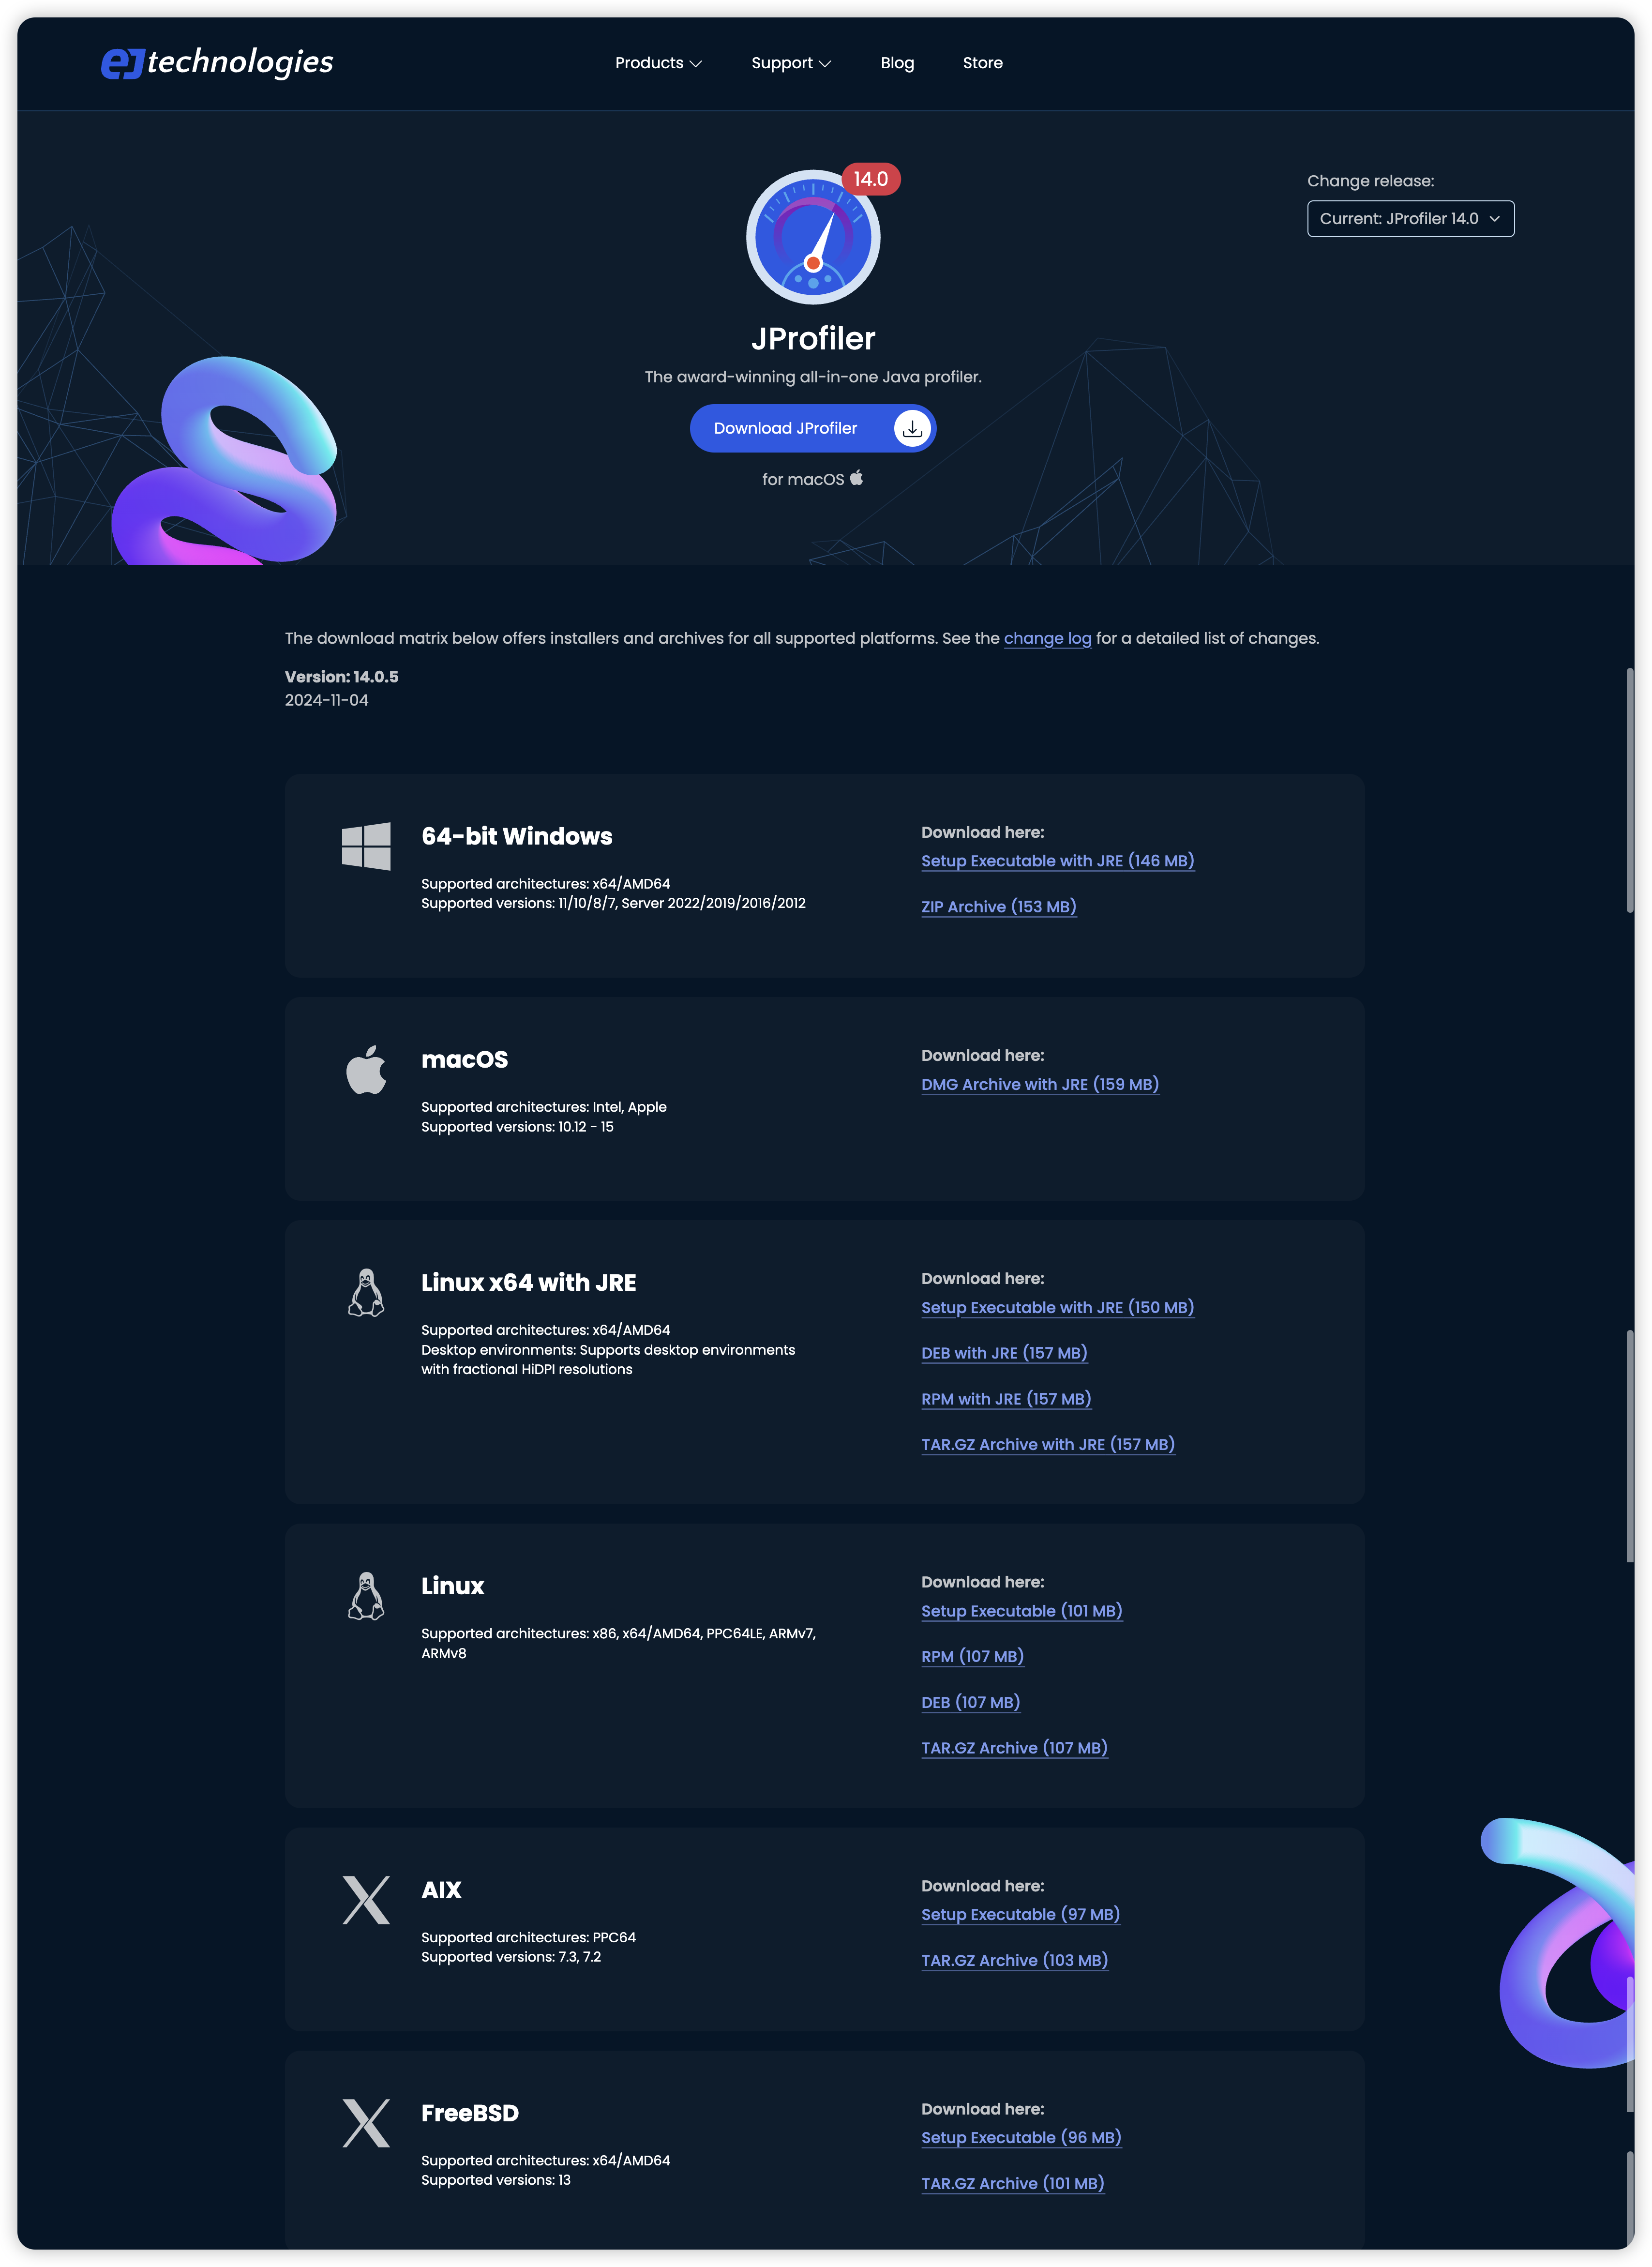 ej technologies
Products
Support
Blog
Store
14.0
Change release:
Current: JProfiler 14.0
JProfiler
The award-winning all-in-one Java profiler.
Download JProfiler
for macOS
The download matrix below offers installers and archives for all supported platforms. See the change log for a detailed list of changes.
Version: 14.0.5
2024-11-04
64-bit Windows
Supported architectures: x64/AMD64
Supported versions: 11/10/8/7, Server 2022/2019/2016/2012
Download here:
Setup Executable with JRE (146 MB)
ZIP Archive (153 MB)
macOS
Supported architectures: Intel, Apple
Supported versions: 10.12 - 15
Download here:
DMG Archive with JRE (159 MB)
Linux x64 with JRE
Supported architectures: x64/AMD64
Desktop environments: Supports desktop environments
with fractional HiDPI resolutions
Download here:
Setup Executable with JRE (150 MB)
DEB with JRE (157 MB)
RPM with JRE (157 MB)
TAR.GZ Archive with JRE (157 MB)
Linux
Supported architectures: x86, x64/AMD64, PPC64LE, ARMv7,
ARMv8
Download here:
Setup Executable (101 MB)
RPM (107 MB)
DEB (107 MB)
TAR.GZ Archive (107 MB)
AIX
Supported architectures: PPC64
Supported versions: 7.3, 7.2
Download here:
Setup Executable (97 MB)
TAR.GZ Archive (103 MB)
FreeBSD
Supported architectures: x64/AMD64
Supported versions: 13
Download here:
Setup Executable (96 MB)
TAR.GZ Archive (101 MB)